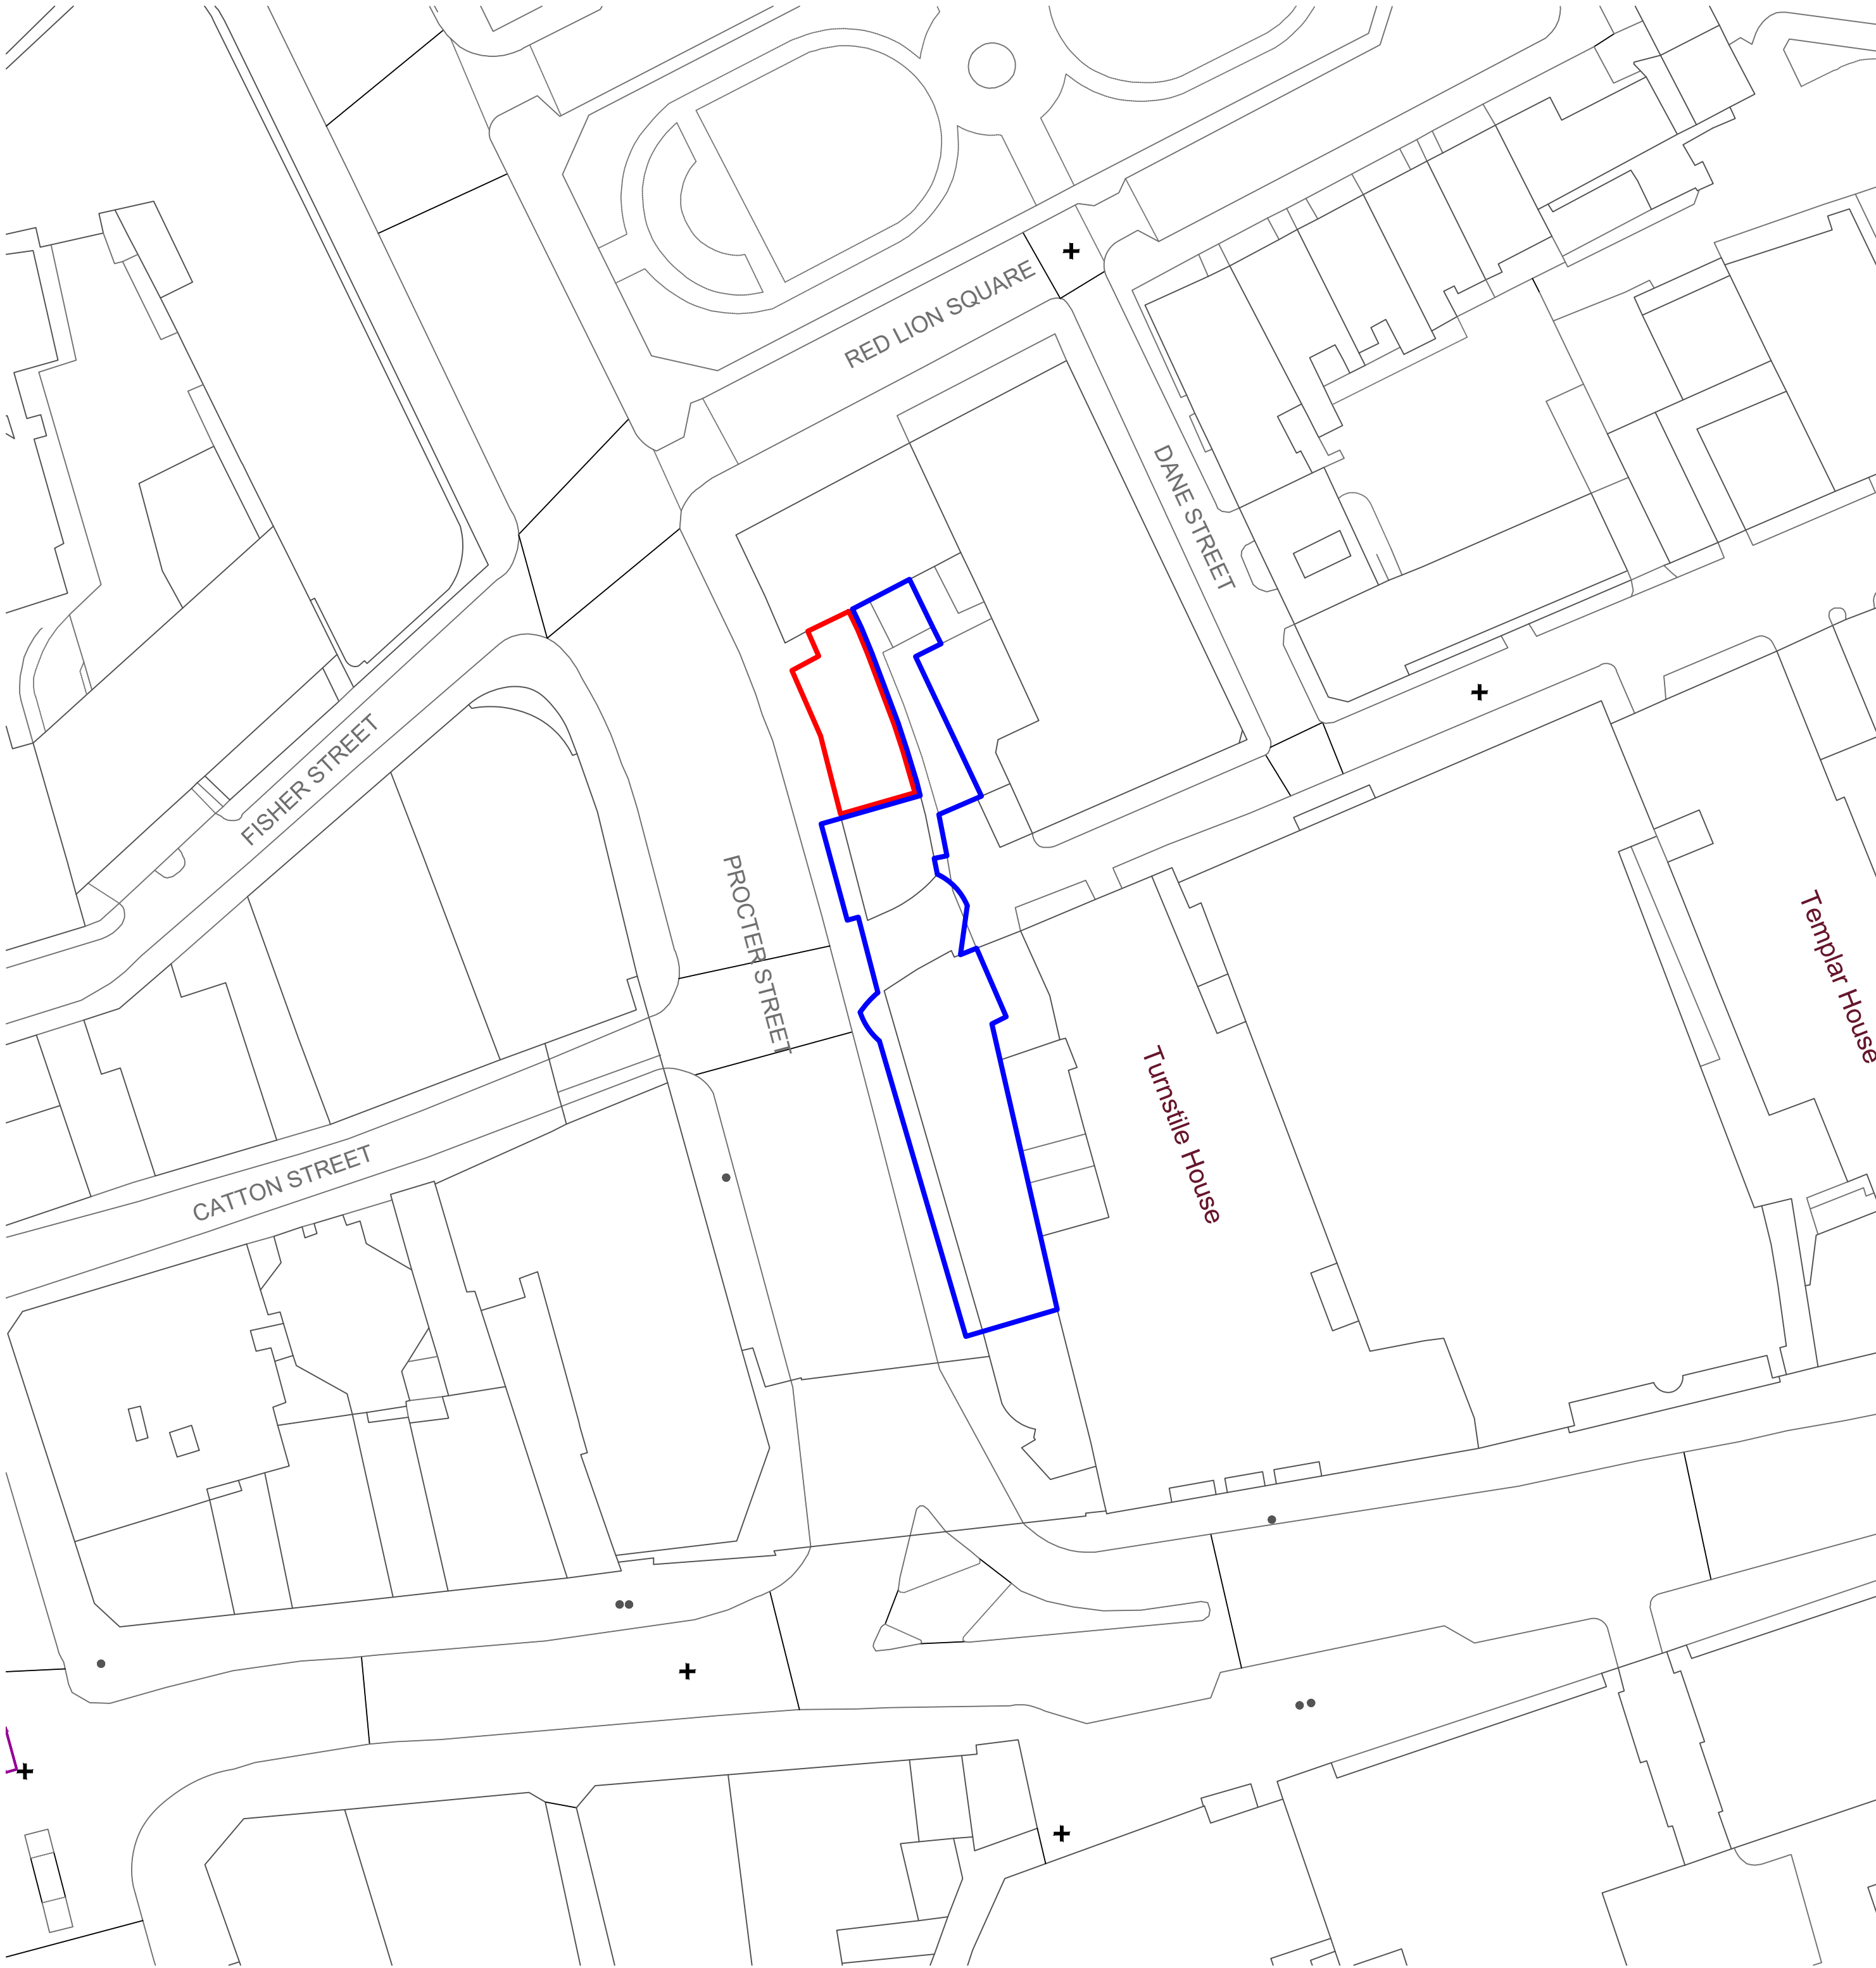 RED LION SQUARE
DANE STREET
FISHER STREET
PROCTER STREET
Templar House
Turnstile House
CATTON STREET